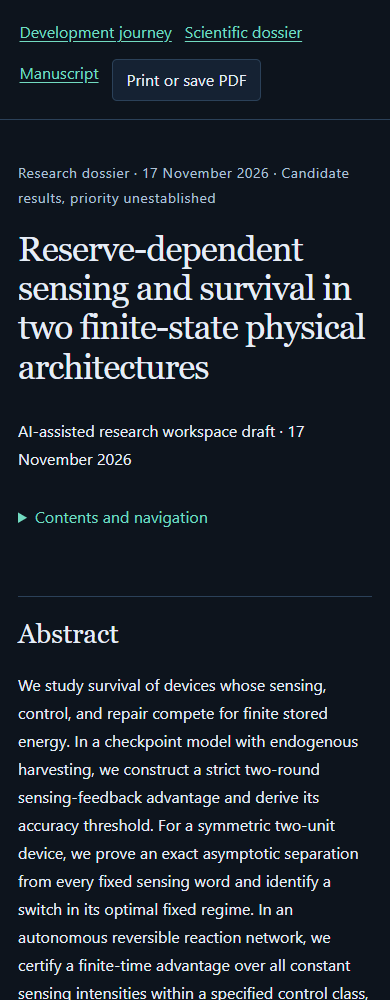 Development journey Scientific dossier
Manuscript Print or save PDF
Research dossier · 17 November 2026 · Candidate
results, priority unestablished
Reserve-dependent
sensing and survival in
two finite-state physical
architectures
AI-assisted research workspace draft · 17
November 2026
Contents and navigation
Abstract
We study survival of devices whose sensing,
control, and repair compete for finite stored
energy. In a checkpoint model with endogenous
harvesting, we construct a strict two-round
sensing-feedback advantage and derive its
accuracy threshold. For a symmetric two-unit
device, we prove an exact asymptotic separation
from every fixed sensing word and identify a
switch in its optimal fixed regime. In an
autonomous reversible reaction network, we
certify a finite-time advantage over all constant
sensing intensities within a specified control class,